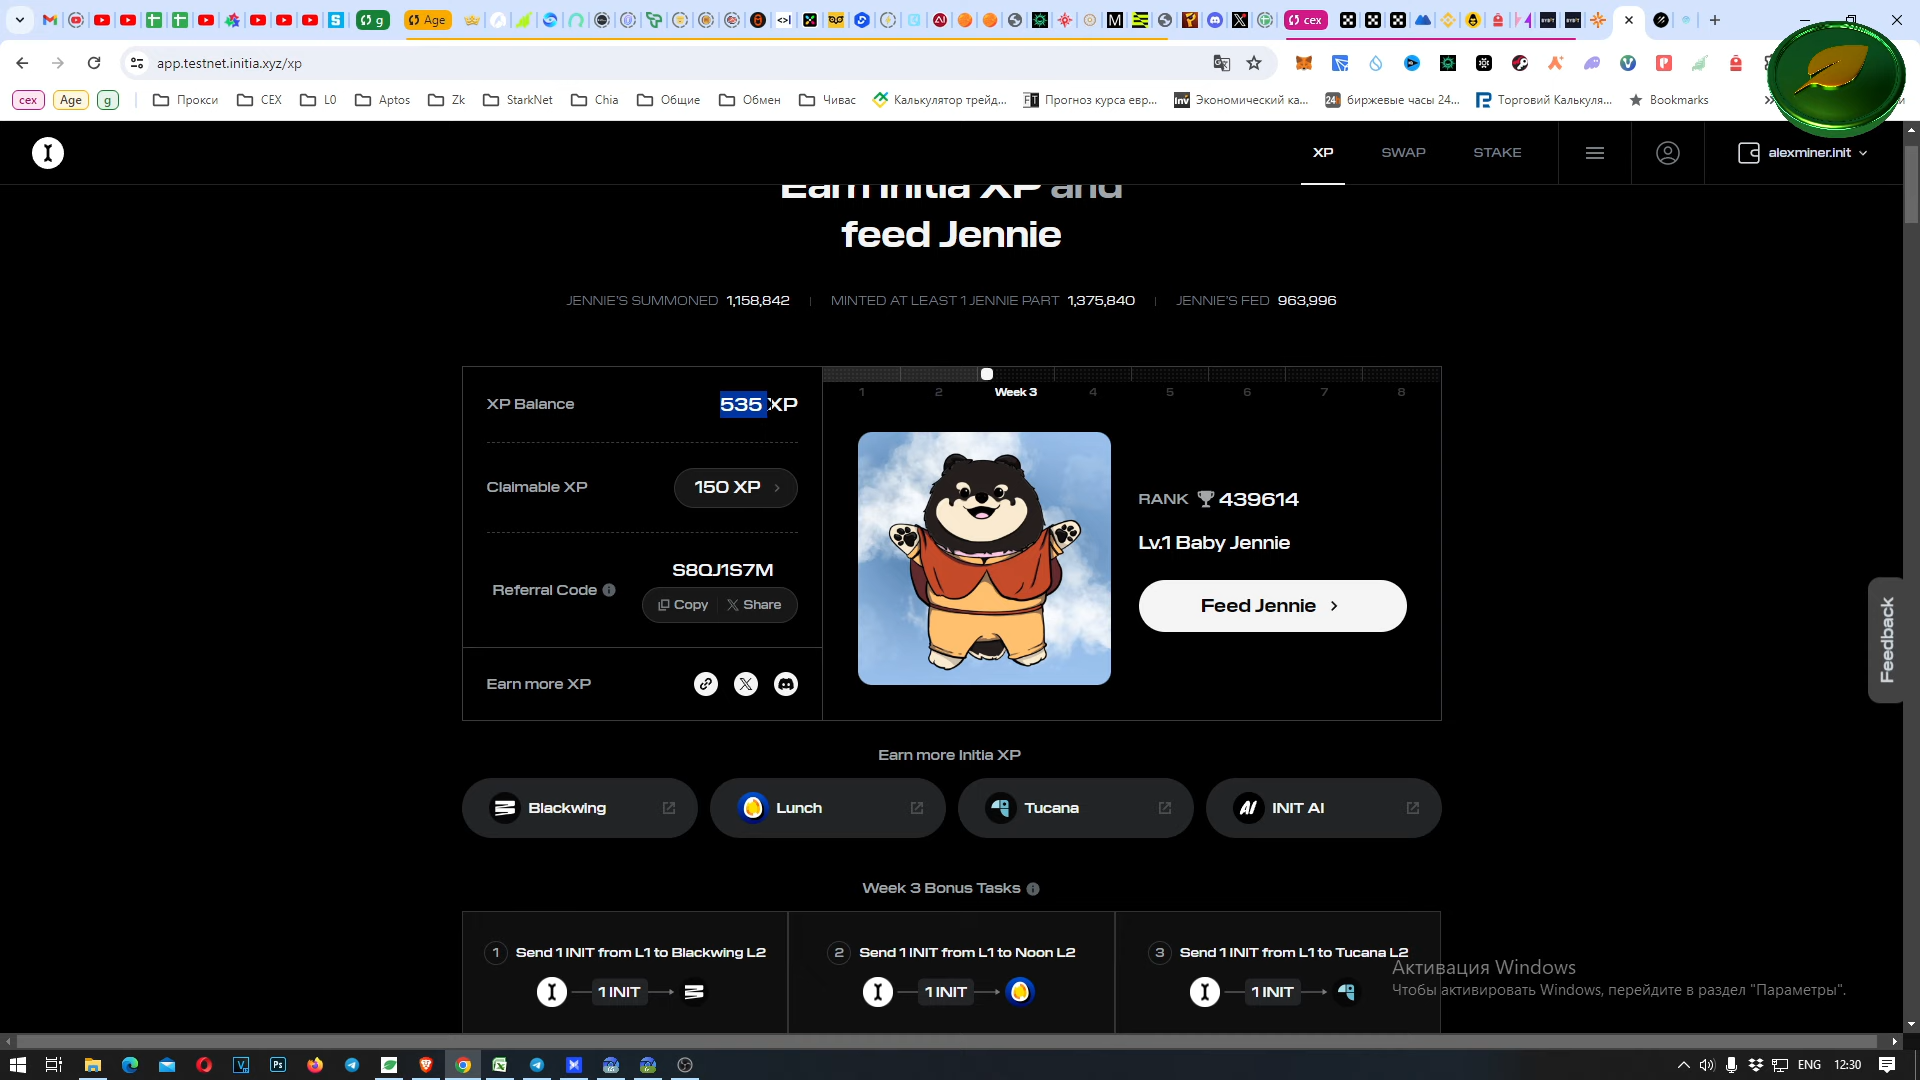 g
Age
cex
app.testnet.initia.xyz/xp
cex
Age
g
Прокси
CEX
L0
Aptos
Zk
StarkNet
Chia
Общие
Обмен
Чивас
Калькулятор трейд...
Прогноз курса евр...
Экономический ка...
биржевые часы 24...
Торговий Калькуля...
Bookmarks
XP
SWAP
STAKE
alexminer.init
Earn Initia XP and
feed Jennie
JENNIE'S SUMMONED 1,158,842
MINTED AT LEAST 1 JENNIE PART 1,375,840
JENNIE'S FED 963,996
XP Balance
535 XP
1
2
Week 3
4
5
6
7
8
Claimable XP
150 XP
RANK 439614
Lv.1 Baby Jennie
Feed Jennie
Referral Code
S8QJ1S7M
Copy
Share
Earn more XP
Feedback
Earn more Initia XP
Blackwing
Lunch
Tucana
INIT AI
Week 3 Bonus Tasks
1 Send 1 INIT from L1 to Blackwing L2
1 INIT
2 Send 1 INIT from L1 to Noon L2
1 INIT
3 Send 1 INIT from L1 to Tucana L2
1 INIT
Активация Windows
Чтобы активировать Windows, перейдите в раздел "Параметры".
ENG
12:30